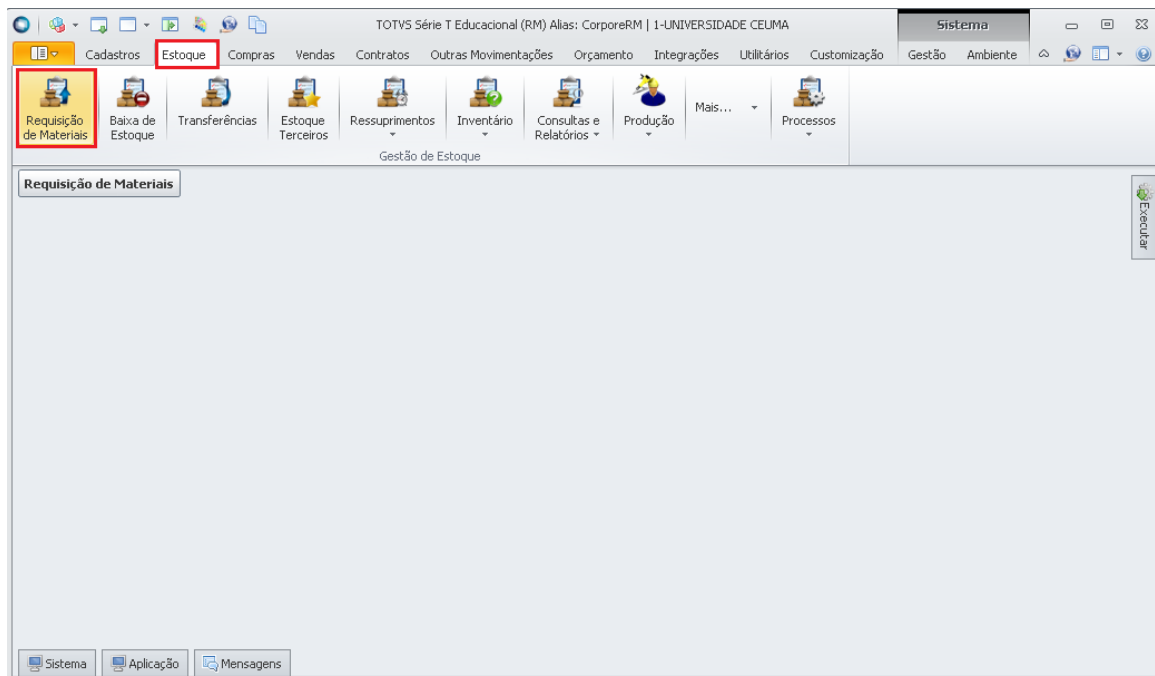 TOTVS Série T Educacional (RM) Alias: CorporeRM | 1-UNIVERSIDADE CEUMA
Sistema
Cadastros Estoque Compras Vendas Contratos Outras Movimentações Orçamento Integrações Utilitários Customização Gestão Ambiente
Requisição de Materiais
Baixa de Estoque
Transferências
Estoque Terceiros
Ressuprimentos
Inventário
Consultas e Relatórios
Produção
Mais...
Processos
Gestão de Estoque
Requisição de Materiais
Executar
Sistema Aplicação Mensagens